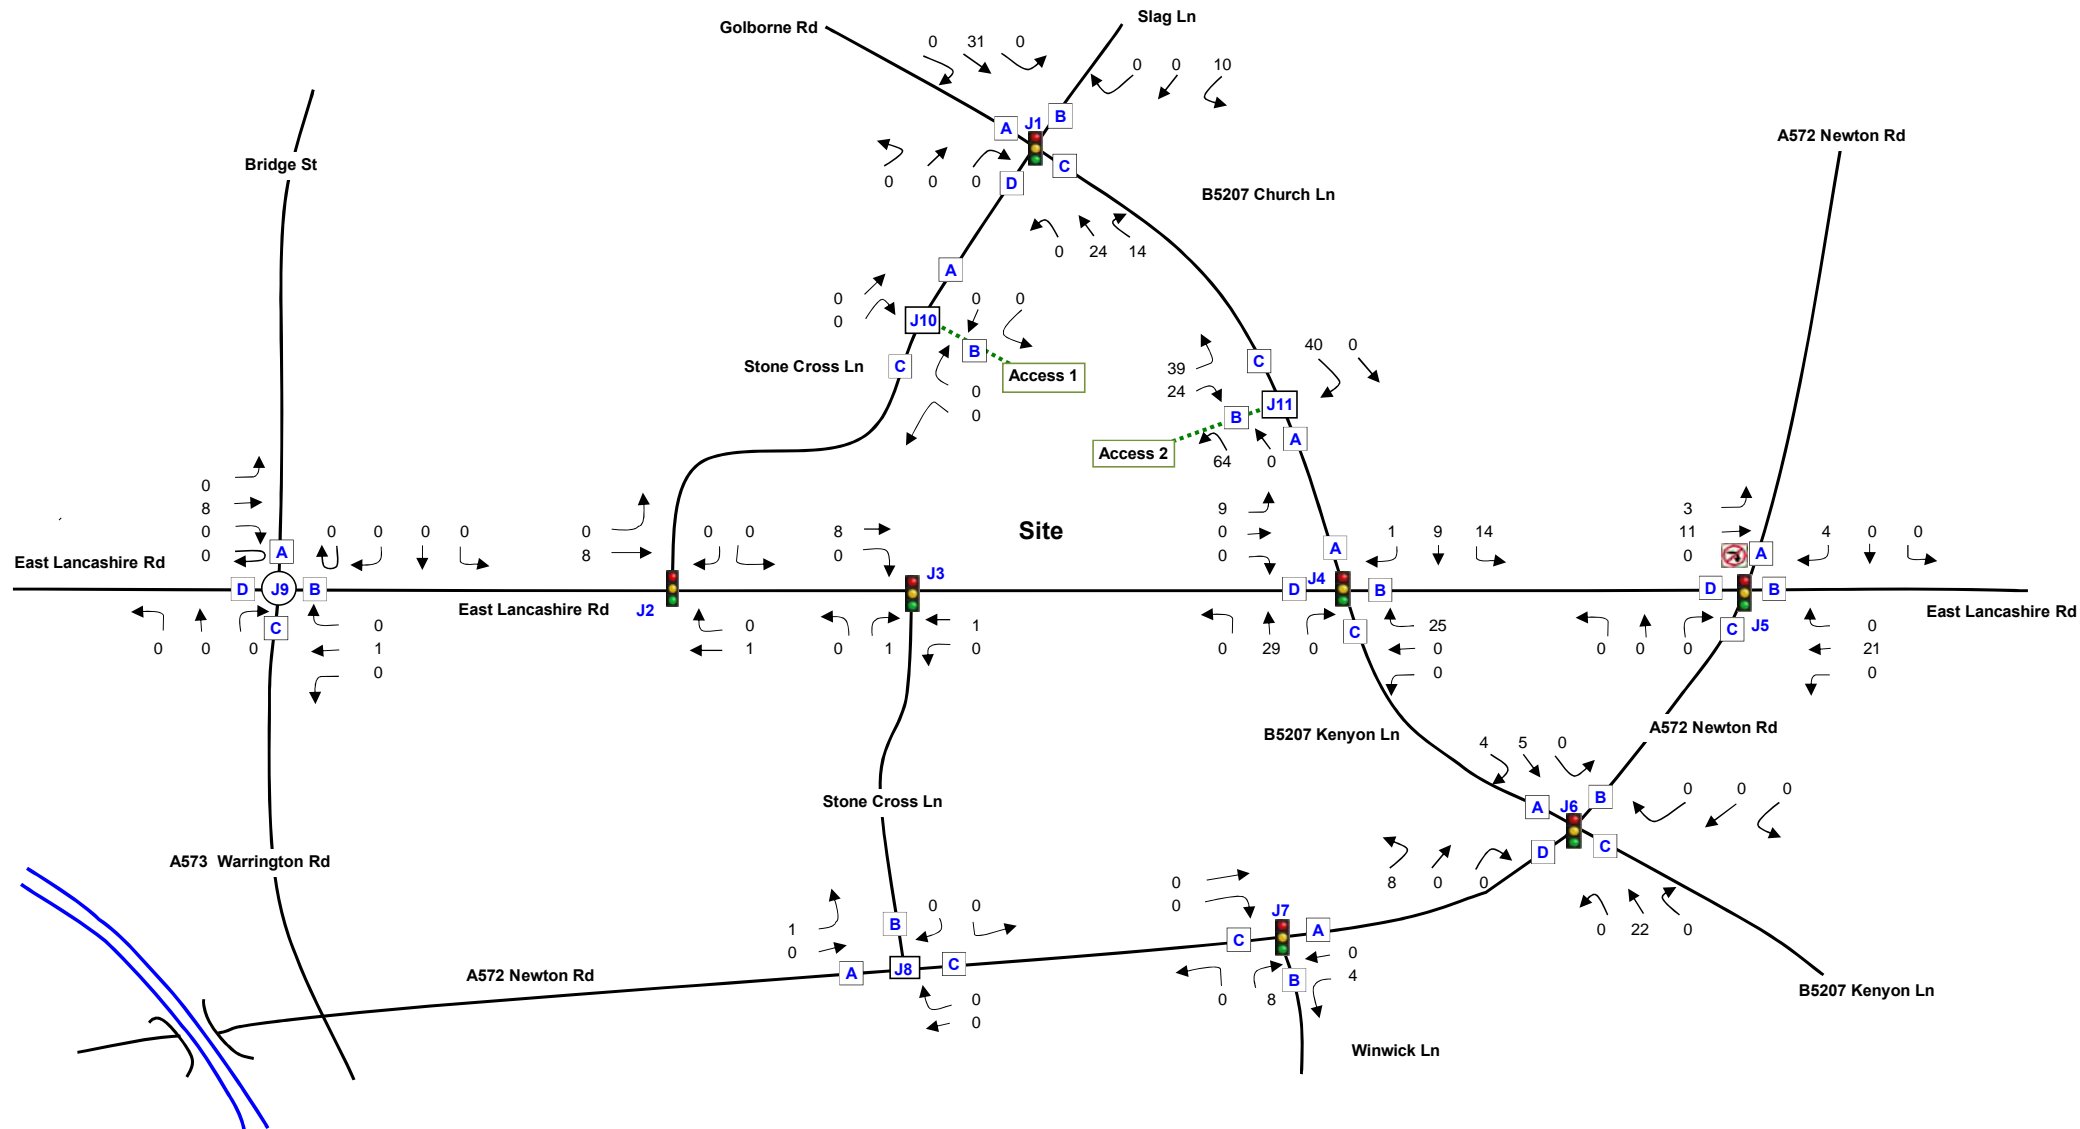 Slag Ln
Golborne Rd
0 31 0
0 0 10
A J1 B
A572 Newton Rd
Bridge St
C
D
0 0 0
B5207 Church Ln
0 24 14
A
0
0
0 0
J10
B
Stone Cross Ln
C
Access 1
0
0
40 0
C
39
24
J11
B
A
Access 2
64 0
0
8
0
0
0 0 0 0
0
8
0 0
8
0
Site
9
0
0
1 9 14
3
11
0
4 0 0
East Lancashire Rd
A
A
A
D J9 B
J3
D J4 B
D B
East Lancashire Rd
J2
East Lancashire Rd
C
C
C J5
0 0 0
0
1
0
0
1
0 1
1
0
0 29 0
25
0
0
0 0 0
0
21
0
B5207 Kenyon Ln
A572 Newton Rd
4 5 0
0 0 0
Stone Cross Ln
A J6 B
D C
A573 Warrington Rd
8 0 0
0
0
0 22 0
J7
C A
B
0 0
1
0
B
A J8 C
0
4
0 8
B
A572 Newton Rd
0
0
B5207 Kenyon Ln
Winwick Ln